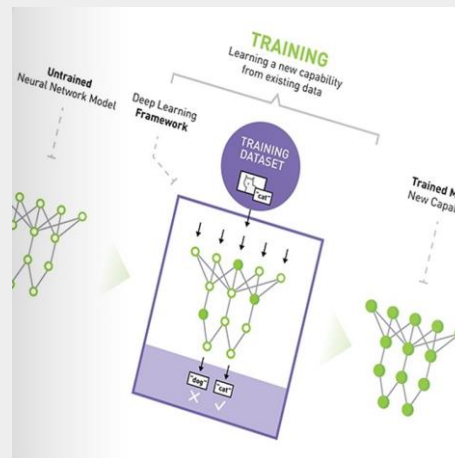 TRAINING
Learning a new capability
from existing data
Untrained
Neural Network Model
Deep Learning
Framework
TRAINING
DATASET
"cat"
Trained
New
"dog"
"cat"